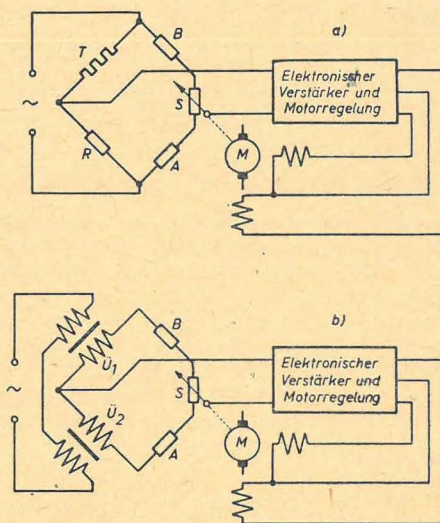 a)
T
B
S
R
A
M
~
Elektronischer
Verstärker und
Motorregelung
b)
Ü1
B
S
Ü2
A
M
~
Elektronischer
Verstärker und
Motorregelung